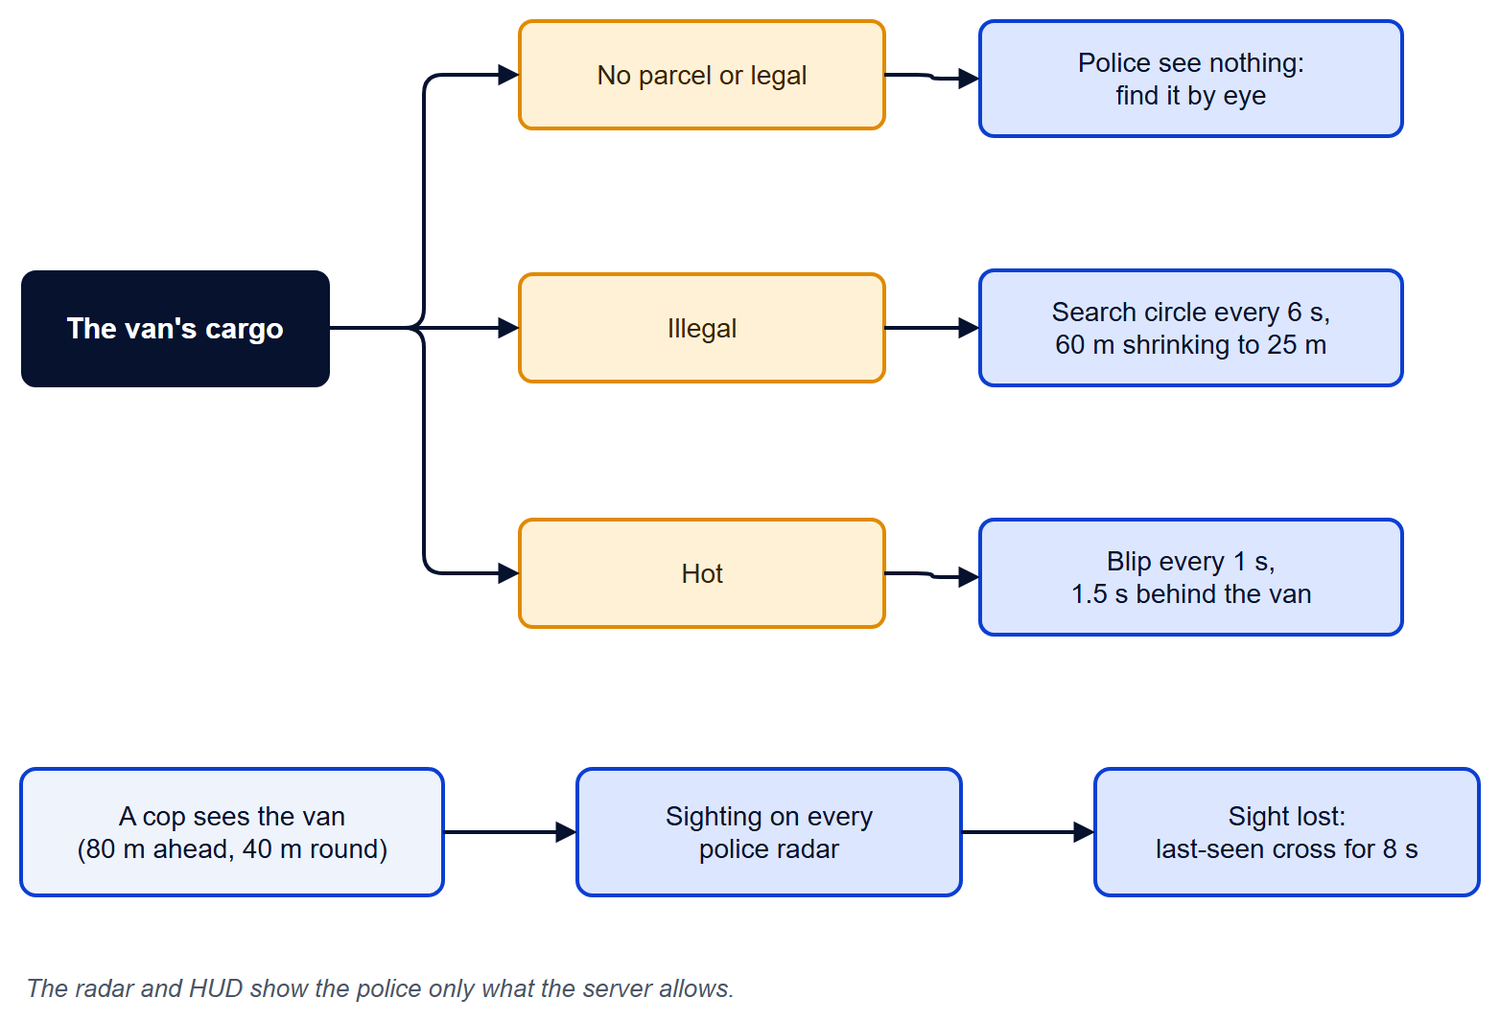 No parcel or legal
Police see nothing:
find it by eye
The van's cargo
Illegal
Search circle every 6 s,
60 m shrinking to 25 m
Hot
Blip every 1 s,
1.5 s behind the van
A cop sees the van
(80 m ahead, 40 m round)
Sighting on every
police radar
Sight lost:
last-seen cross for 8 s
The radar and HUD show the police only what the server allows.